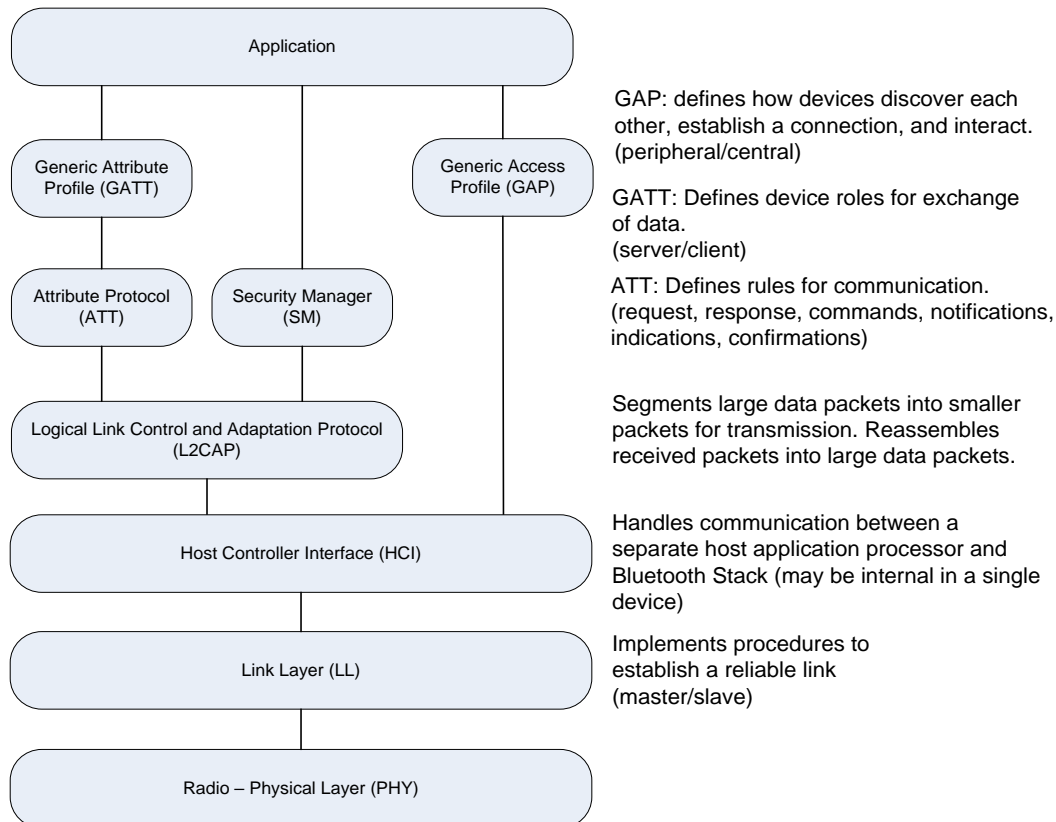 Application
GAP: defines how devices discover each
other, establish a connection, and interact.
(peripheral/central)
Generic Attribute
Profile (GATT)
Generic Access
Profile (GAP)
GATT: Defines device roles for exchange
of data.
(server/client)
Attribute Protocol
(ATT)
Security Manager
(SM)
ATT: Defines rules for communication.
(request, response, commands, notifications,
indications, confirmations)
Logical Link Control and Adaptation Protocol
(L2CAP)
Segments large data packets into smaller
packets for transmission. Reassembles
received packets into large data packets.
Host Controller Interface (HCI)
Handles communication between a
separate host application processor and
Bluetooth Stack (may be internal in a single
device)
Link Layer (LL)
Implements procedures to
establish a reliable link
(master/slave)
Radio – Physical Layer (PHY)